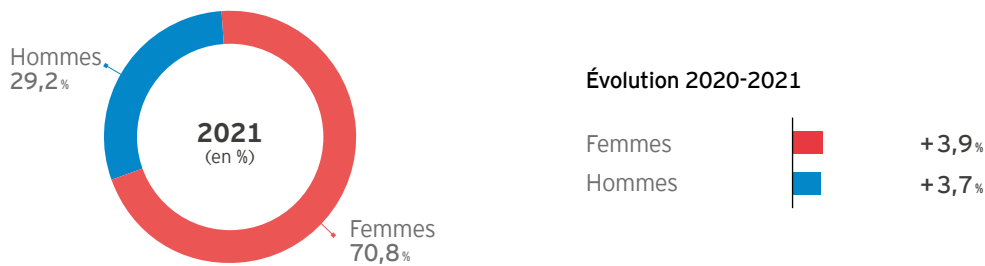 Hommes
29,2 %
2021
(en %)
Femmes
70,8 %
Évolution 2020-2021
Femmes +3,9 %
Hommes +3,7 %